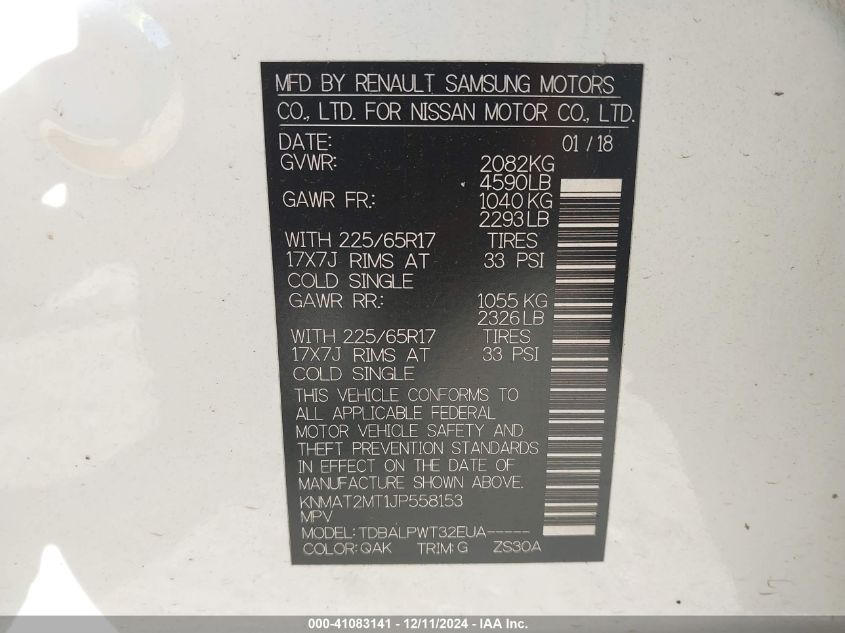 MFD BY RENAULT SAMSUNG MOTORS
CO., LTD. FOR NISSAN MOTOR CO., LTD.
DATE: 01 / 18
GVWR: 2082KG
4590LB
GAWR FR.: 1040 KG
2293LB
WITH 225/65R17 TIRES
17X7J RIMS AT 33 PSI
COLD SINGLE
GAWR RR.: 1055 KG
2326LB
WITH 225/65R17 TIRES
17X7J RIMS AT 33 PSI
COLD SINGLE
THIS VEHICLE CONFORMS TO
ALL APPLICABLE FEDERAL
MOTOR VEHICLE SAFETY AND
THEFT PREVENTION STANDARDS
IN EFFECT ON THE DATE OF
MANUFACTURE SHOWN ABOVE.
KNMAT2MT1JP558153
MPV
MODEL: TDBALPWT32EUA-----
COLOR: QAK TRIM: G ZS30A
000-41083141 - 12/11/2024 - IAA Inc.